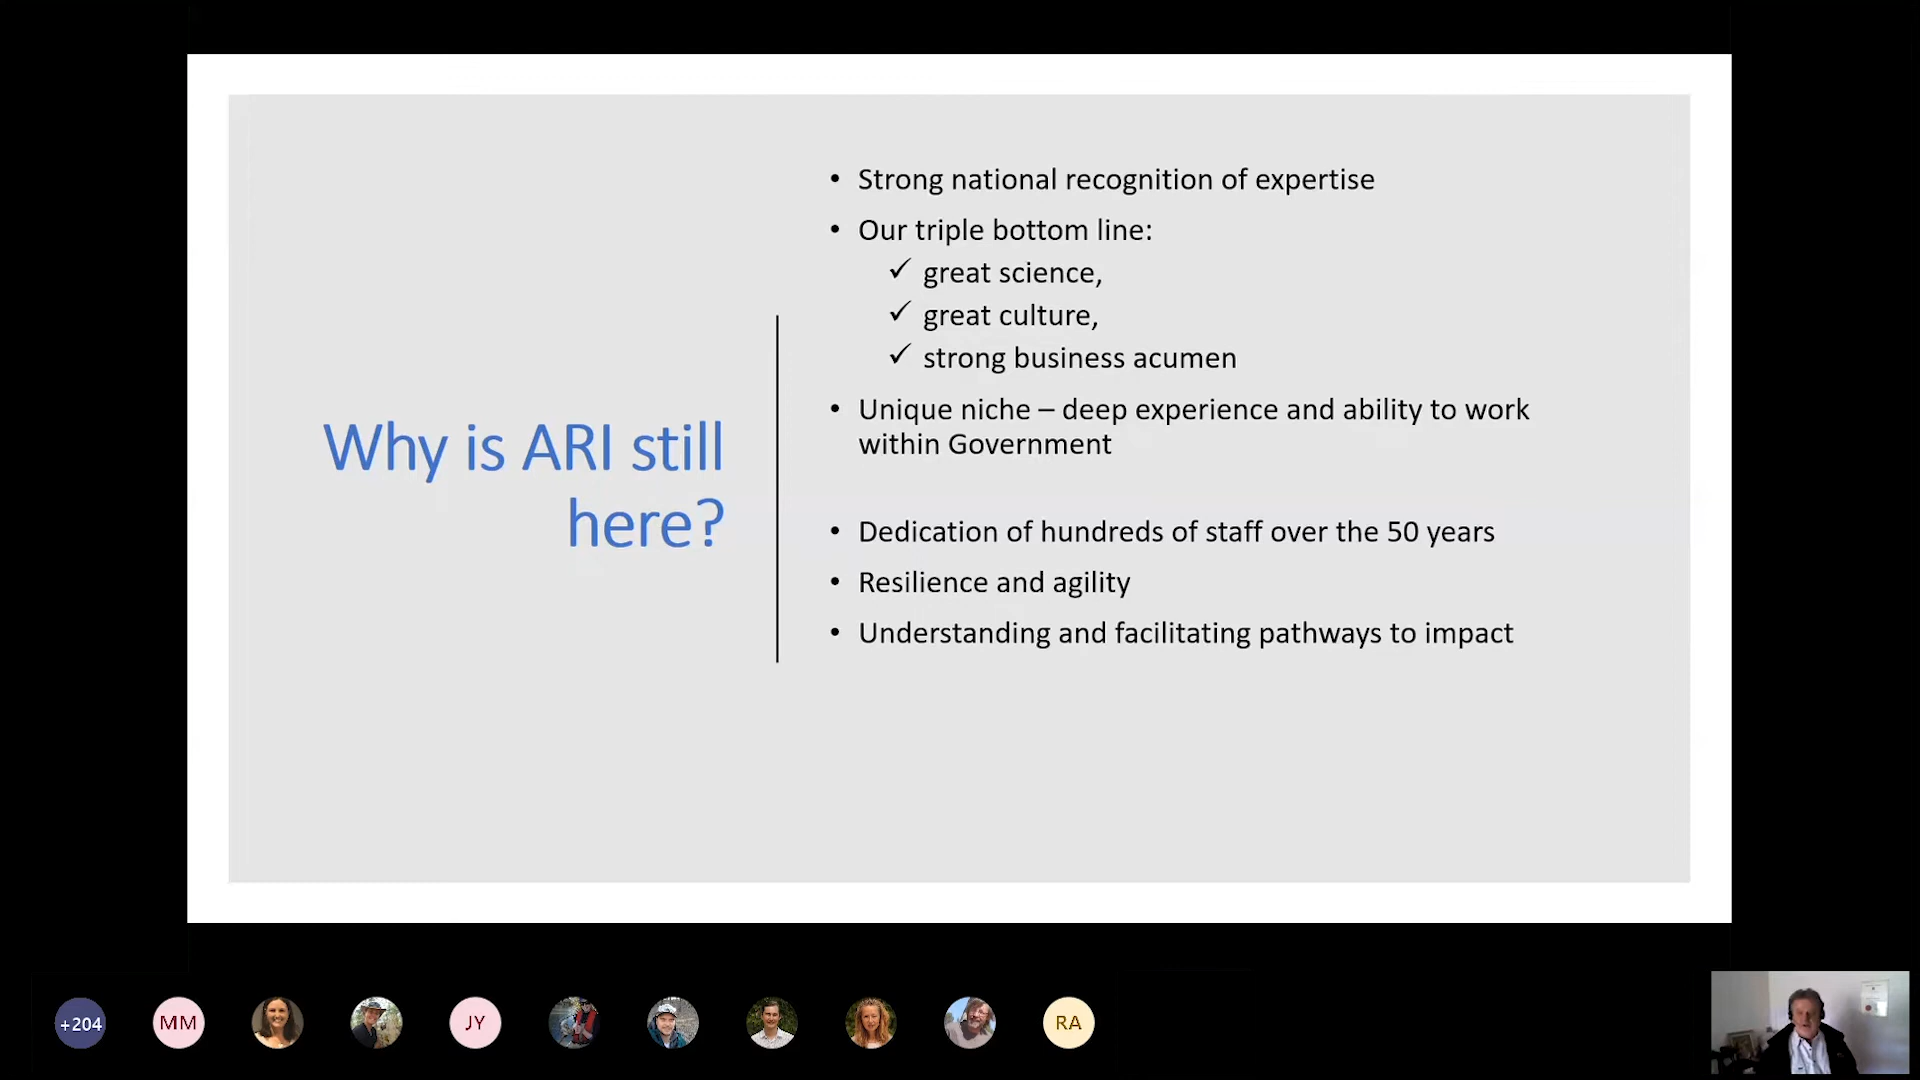 Why is ARI still
here?
• Strong national recognition of expertise
• Our triple bottom line:
✓ great science,
✓ great culture,
✓ strong business acumen
• Unique niche – deep experience and ability to work
within Government
• Dedication of hundreds of staff over the 50 years
• Resilience and agility
• Understanding and facilitating pathways to impact
+204
MM
JY
RA